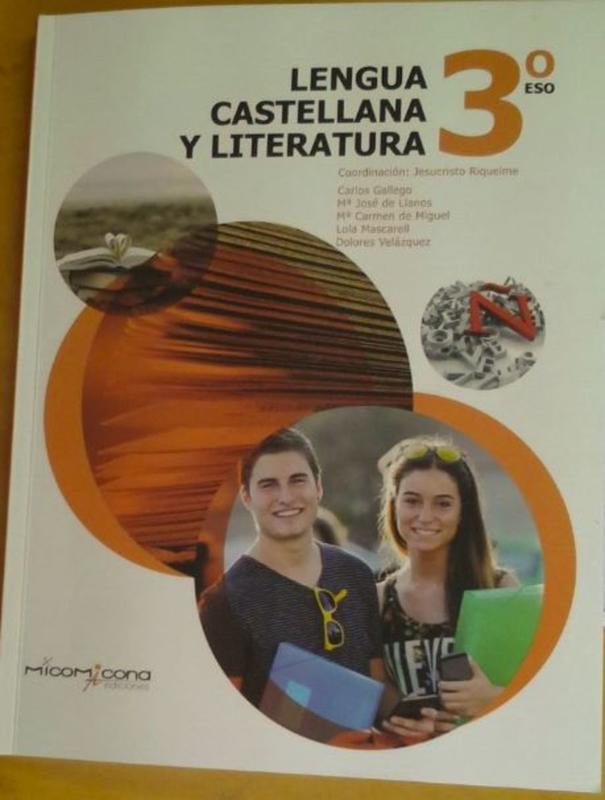 LENGUA
CASTELLANA
Y LITERATURA
3º
ESO
Coordinación: Jesucristo Riquelme
Carlos Gallego
Mª José de Llanos
Mª Carmen de Miguel
Lola Mascarell
Dolores Velázquez
Ñ
micomicona
ediciones